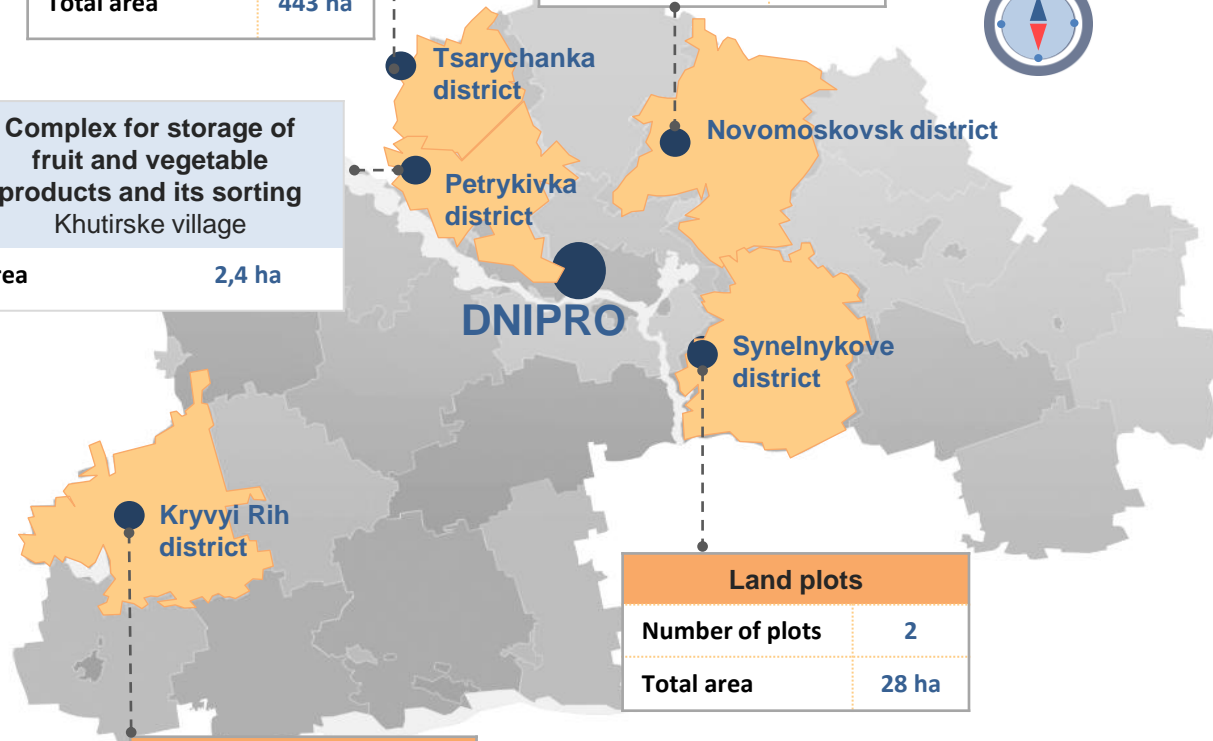 Total area 443 ha
Tsarychanka
district
Complex for storage of
fruit and vegetable
products and its sorting
Khutirske village
2,4 ha
Novomoskovsk district
Petrykivka
district
DNIPRO
Synelnykove
district
Kryvyi Rih
district
Land plots
Number of plots 2
Total area 28 ha